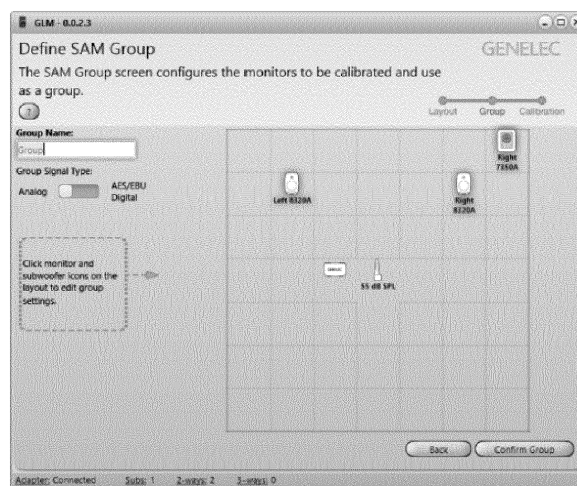 GLM - 0.0.2.3
Define SAM Group
GENELEC
The SAM Group screen configures the monitors to be calibrated and use
as a group.
?
Layout Group Calibration
Group Name:
Group
Group Signal Type:
Analog
AES/EBU
Digital
Right
7350A
Left 8320A
Right
8320A
Click monitor and
subwoofer icons on the
layout to edit group
settings.
55 dB SPL
Back
Confirm Group
Adapter: Connected Subs: 1 2-ways: 2 3-ways: 0